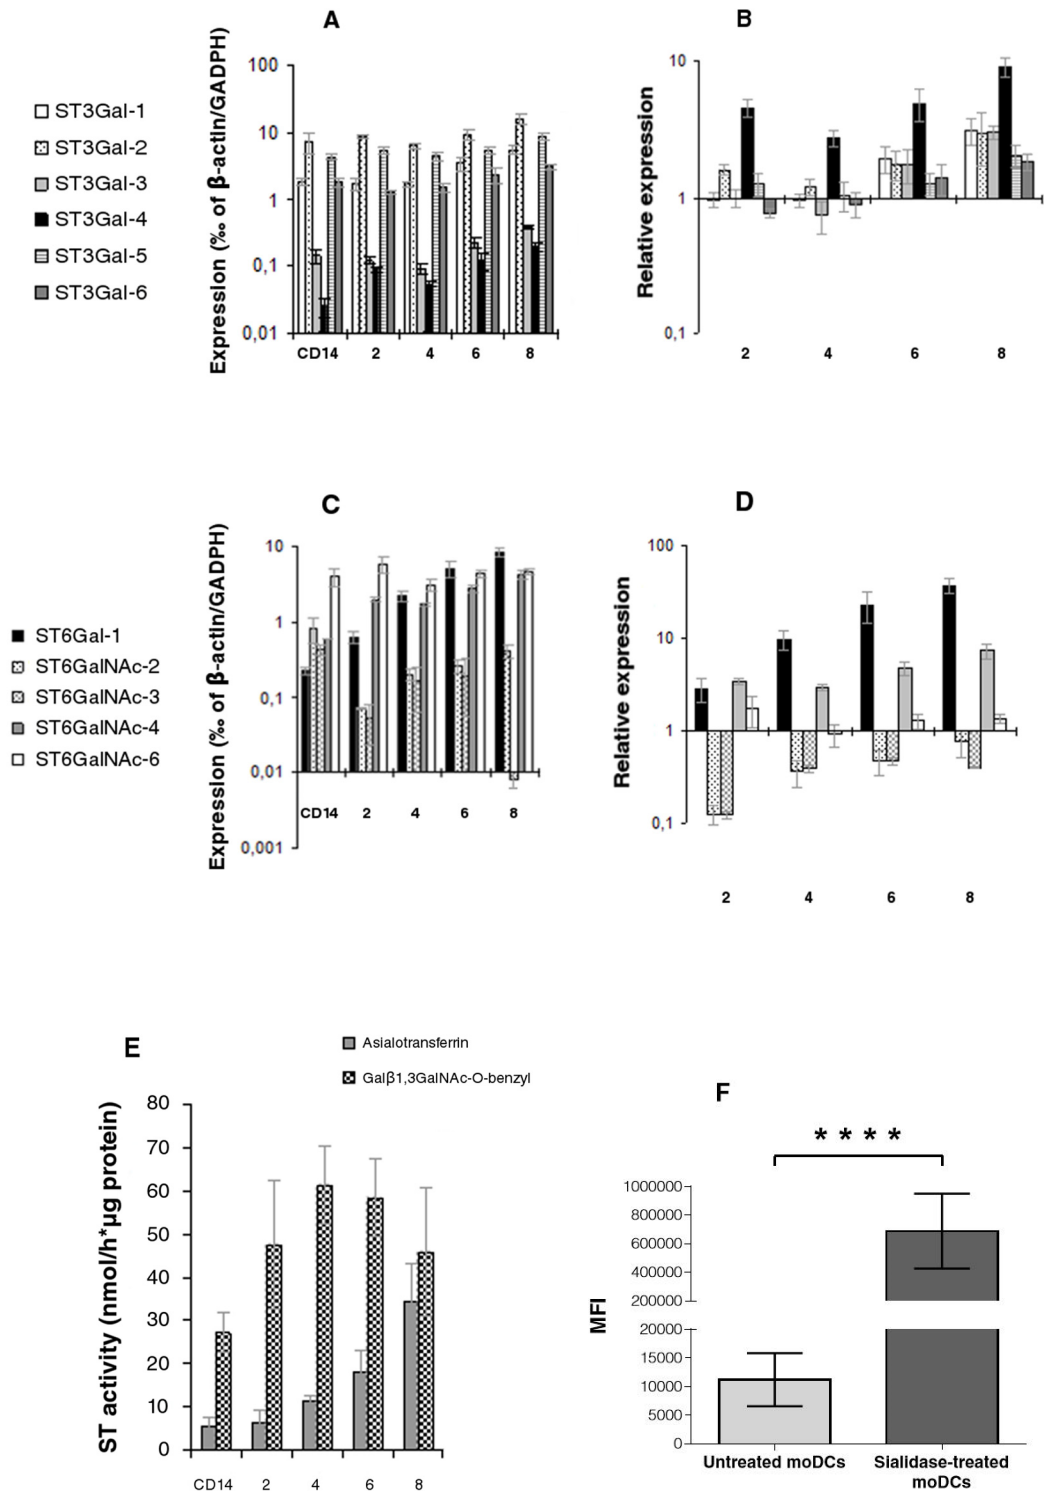 A
Expression (‰ of β-actin/GADPH)
100
10
1
0,1
0,01
CD14 2 4 6 8
ST3Gal-1
ST3Gal-2
ST3Gal-3
ST3Gal-4
ST3Gal-5
ST3Gal-6
B
Relative expression
10
1
0,1
2 4 6 8
C
Expression (‰ of β-actin/GADPH)
10
1
0,1
0,01
0,001
CD14 2 4 6 8
ST6Gal-1
ST6GalNAc-2
ST6GalNAc-3
ST6GalNAc-4
ST6GalNAc-6
D
Relative expression
100
10
1
0,1
2 4 6 8
E
Asialotransferrin
Galβ1,3GalNAc-O-benzyl
ST activity (nmol/h*µg protein)
80
70
60
50
40
30
20
10
0
CD14 2 4 6 8
F
* * * *
MFI
1000000
800000
600000
400000
200000
20000
15000
10000
5000
0
Untreated moDCs
Sialidase-treated
moDCs